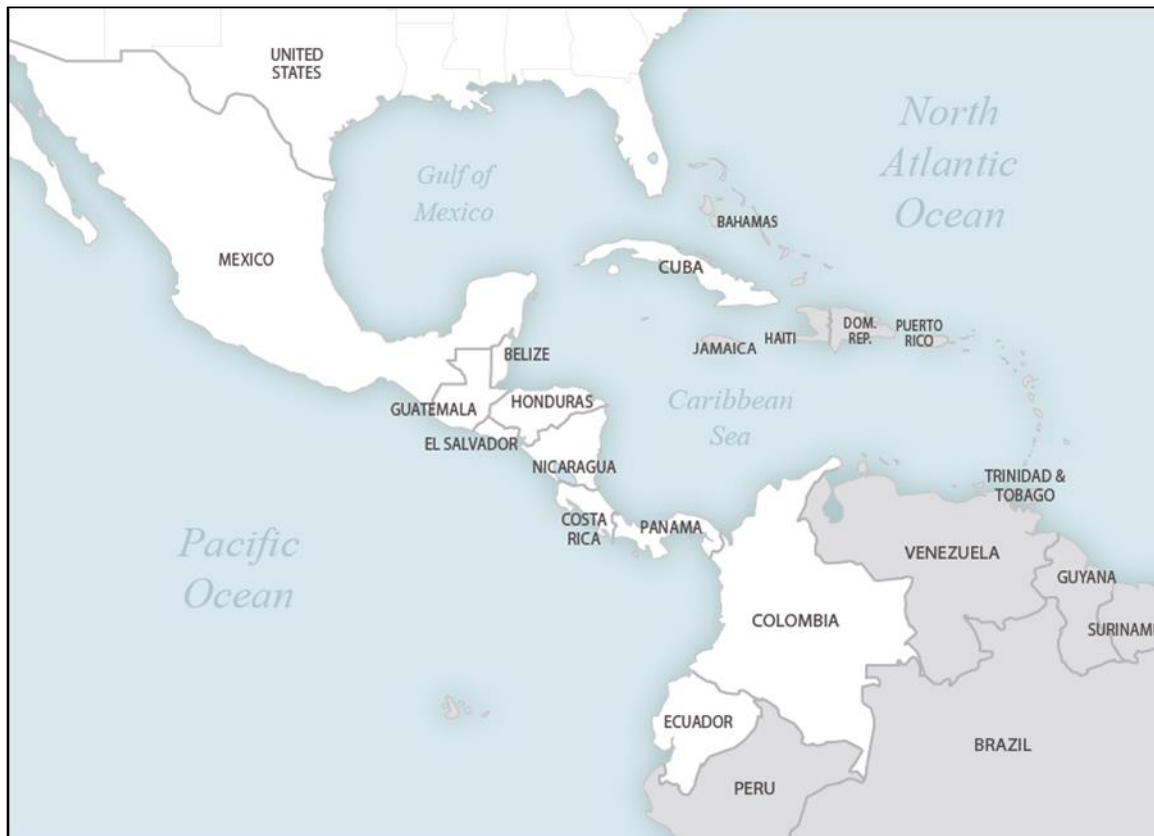 UNITED
STATES
North
Atlantic
Ocean
Gulf of
Mexico
BAHAMAS
MEXICO
CUBA
HAITI
DOM.
REP.
PUERTO
RICO
JAMAICA
BELIZE
GUATEMALA
HONDURAS
Caribbean
Sea
EL SALVADOR
NICARAGUA
TRINIDAD &
TOBAGO
COSTA
RICA
PANAMA
Pacific
Ocean
VENEZUELA
GUYANA
COLOMBIA
SURINAME
ECUADOR
BRAZIL
PERU